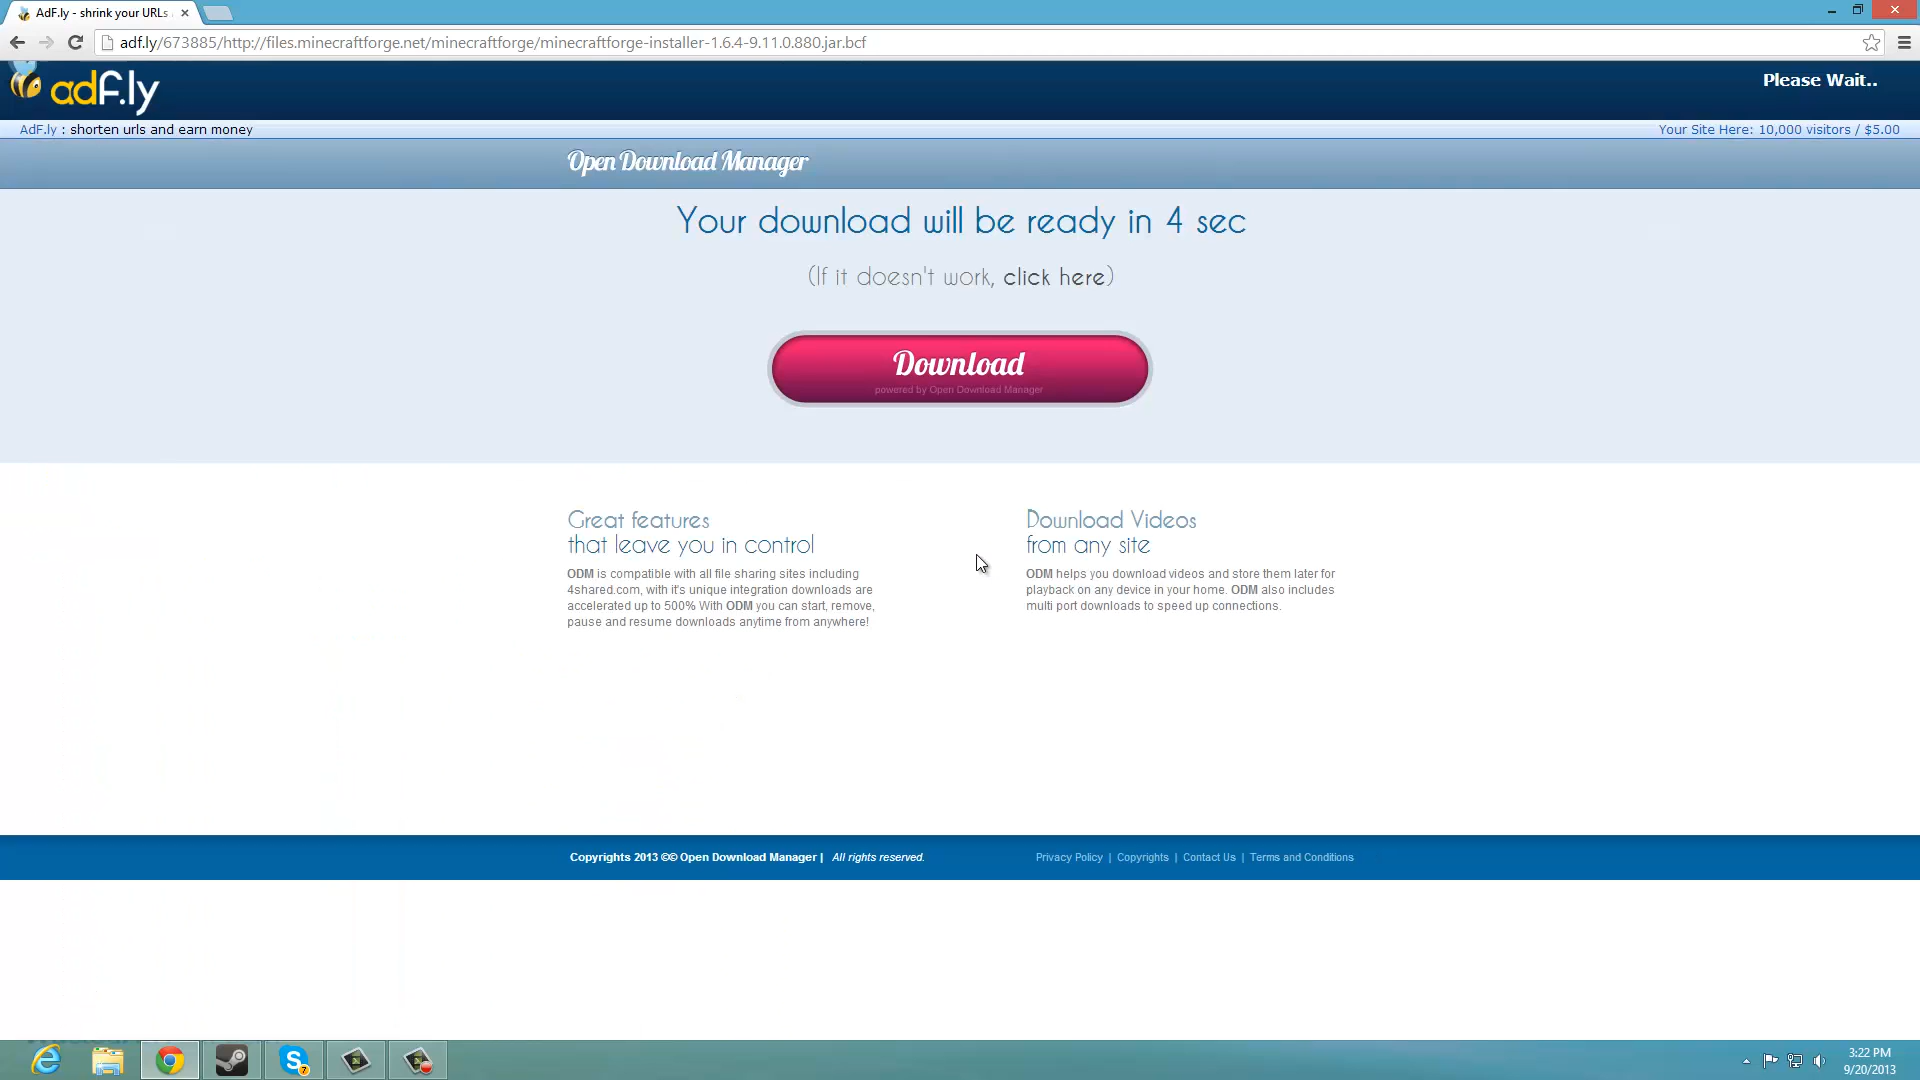 AdF.ly - shrink your URLs
adf.ly/673885/http://files.minecraftforge.net/minecraftforge/minecraftforge-installer-1.6.4-9.11.0.880.jar.bcf
adf.ly
Please Wait..
AdF.ly : shorten urls and earn money
Your Site Here: 10,000 visitors / $5.00
Open Download Manager
Your download will be ready in 4 sec
(If it doesn't work, click here)
Download
powered by Open Download Manager
Great features
that leave you in control
ODM is compatible with all file sharing sites including
4shared.com, with it's unique integration downloads are
accelerated up to 500% With ODM you can start, remove,
pause and resume downloads anytime from anywhere!
Download Videos
from any site
ODM helps you download videos and store them later for
playback on any device in your home. ODM also includes
multi port downloads to speed up connections.
Copyrights 2013 ©© Open Download Manager | All rights reserved.
Privacy Policy | Copyrights | Contact Us | Terms and Conditions
7
3:22 PM
9/20/2013